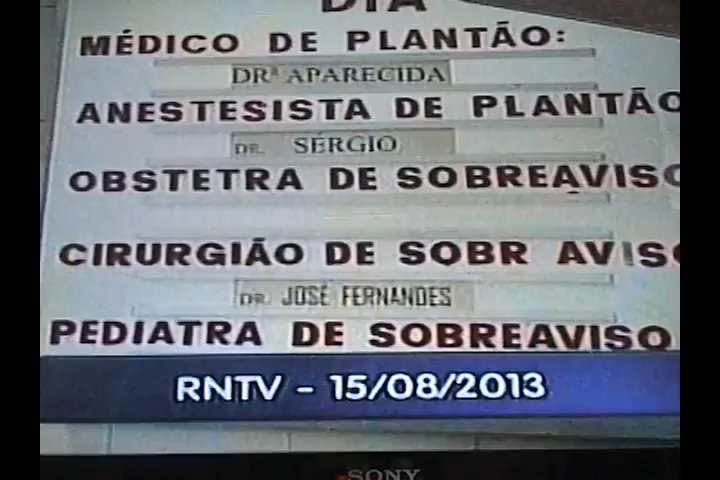 DIA
MÉDICO DE PLANTÃO:
DRª APARECIDA
ANESTESISTA DE PLANTÃO
DR. SÉRGIO
OBSTETRA DE SOBREAVISO
CIRURGIÃO DE SOBR AVISO
DR. JOSÉ FERNANDES
PEDIATRA DE SOBREAVISO
RNTV - 15/08/2013
SONY